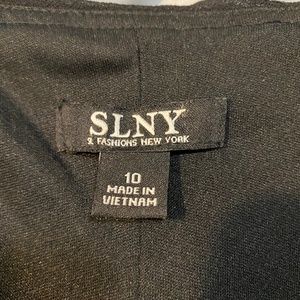 SLNY
FASHIONS NEW YORK
10
MADE IN
VIETNAM